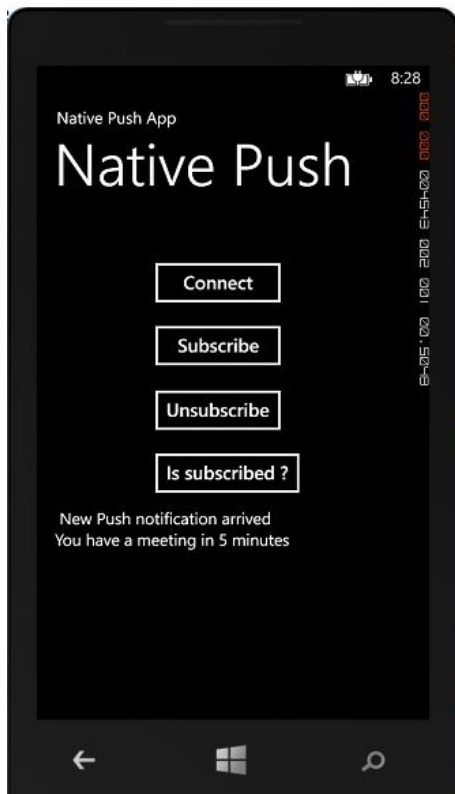 8:28
Native Push App
Native Push
Connect
Subscribe
Unsubscribe
Is subscribed ?
New Push notification arrived
You have a meeting in 5 minutes